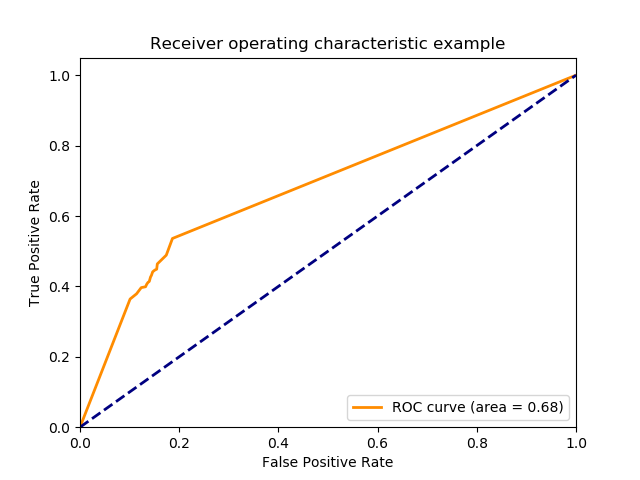 Receiver operating characteristic example
1.0
0.8
0.6
0.4
0.2
0.0
True Positive Rate
ROC curve (area = 0.68)
0.0 0.2 0.4 0.6 0.8 1.0
False Positive Rate